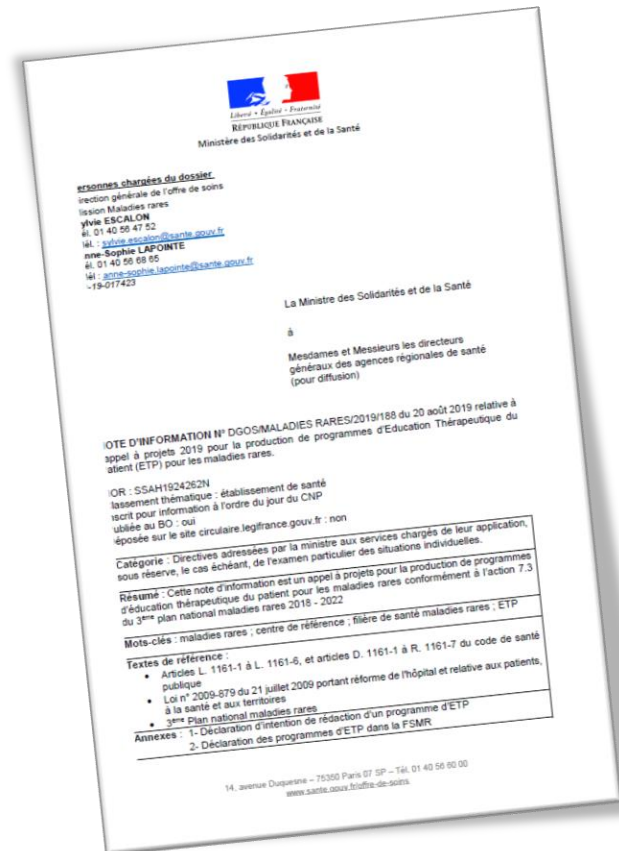 Liberté • Égalité • Fraternité
RÉPUBLIQUE FRANÇAISE
Ministère des Solidarités et de la Santé
ersonnes chargées du dossier
irection générale de l'offre de soins
lission Maladies rares
ylvie ESCALON
él. 01 40 56 47 52
lél. : sylvie.escalon@sante.gouv.fr
nne-Sophie LAPOINTE
él. 01 40 56 68 65
lél : anne-sophie.lapointe@sante.gouv.fr
-19-017423
La Ministre des Solidarités et de la Santé
à
Mesdames et Messieurs les directeurs
généraux des agences régionales de santé
(pour diffusion)
OTE D'INFORMATION N° DGOS/MALADIES RARES/2019/188 du 20 août 2019 relative à
appel à projets 2019 pour la production de programmes d'Education Thérapeutique du
atient (ETP) pour les maladies rares.
OR : SSAH1924262N
lassement thématique : établissement de santé
nscrit pour information à l'ordre du jour du CNP
ubliée au BO : oui
éposée sur le site circulaire.legifrance.gouv.fr : non
Catégorie : Directives adressées par la ministre aux services chargés de leur application,
sous réserve, le cas échéant, de l'examen particulier des situations individuelles.
Résumé : Cette note d'information est un appel à projets pour la production de programmes
d'éducation thérapeutique du patient pour les maladies rares conformément à l'action 7.3
du 3ème plan national maladies rares 2018 - 2022
Mots-clés : maladies rares ; centre de référence ; filière de santé maladies rares ; ETP
Textes de référence :
• Articles L. 1161-1 à L. 1161-6, et articles D. 1161-1 à R. 1161-7 du code de santé
publique
• Loi n° 2009-879 du 21 juillet 2009 portant réforme de l'hôpital et relative aux patients,
à la santé et aux territoires
• 3ème Plan national maladies rares
Annexes : 1- Déclaration d'intention de rédaction d'un programme d'ETP
2- Déclaration des programmes d'ETP dans la FSMR
14, avenue Duquesne – 75350 Paris 07 SP – Tél. 01 40 56 60 00
www.sante.gouv.fr/offre-de-soins